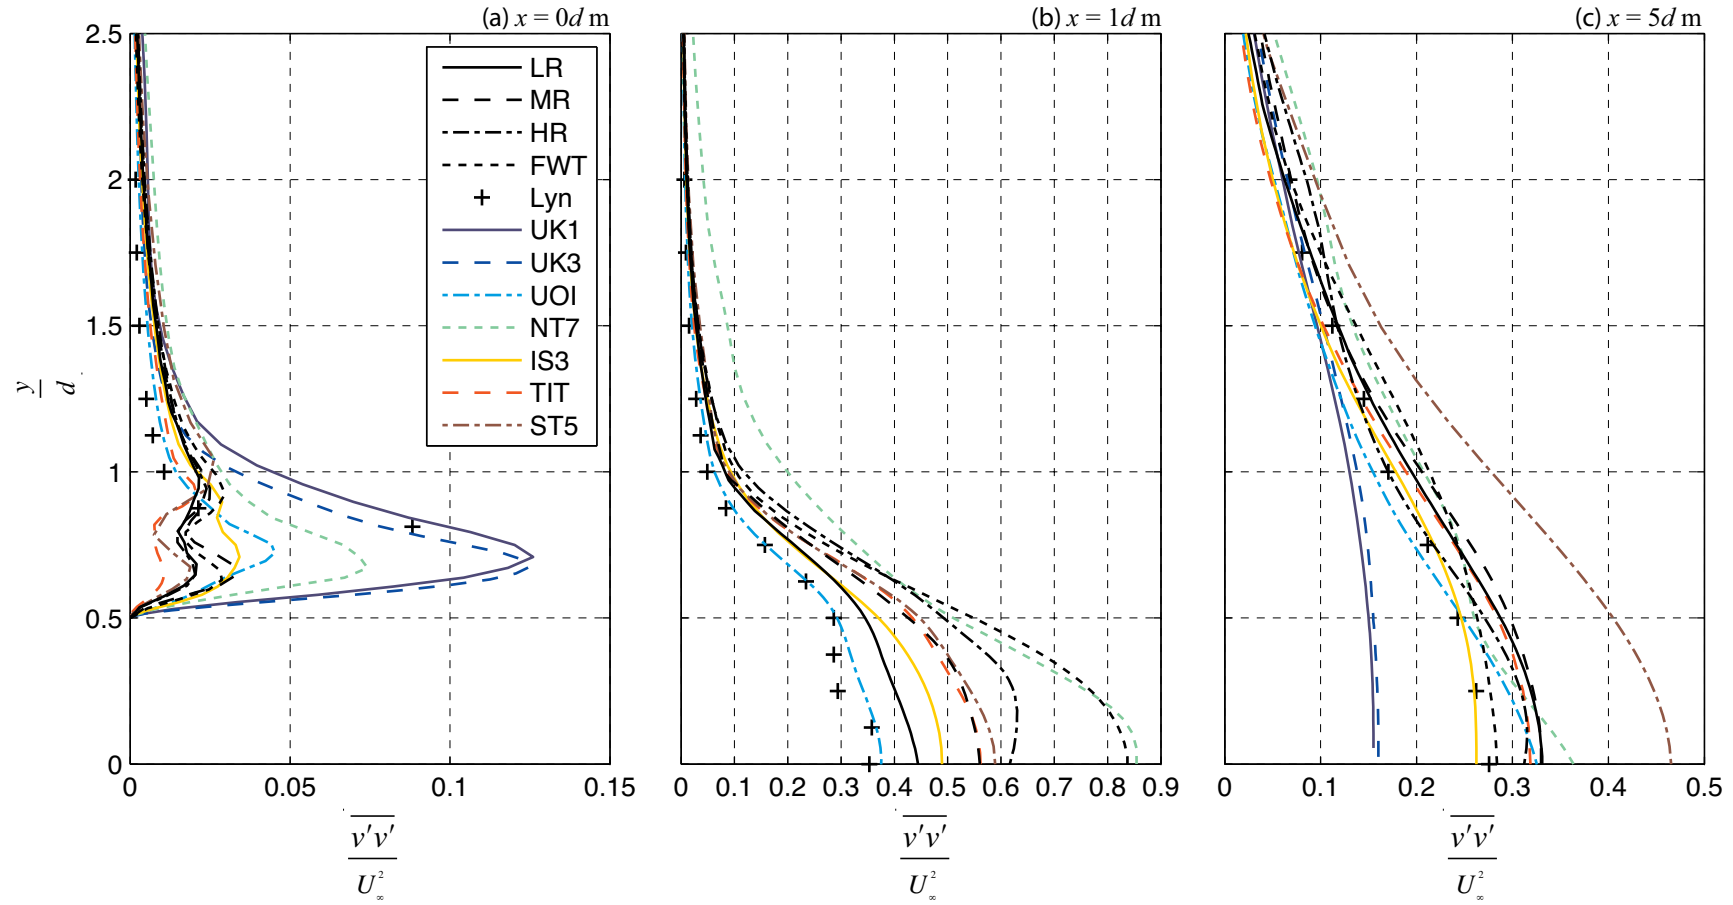 (a) x = 0d m
(b) x = 1d m
(c) x = 5d m
2.5
2
1.5
1
0.5
0
y
d
LR
MR
HR
FWT
Lyn
UK1
UK3
UOI
NT7
IS3
TIT
ST5
0.05 0.1 0.15
0 0.1 0.2 0.3 0.4 0.5 0.6 0.7 0.8 0.9
0 0.1 0.2 0.3 0.4 0.5
v'v'
U∞²
v'v'
U∞²
v'v'
U∞²